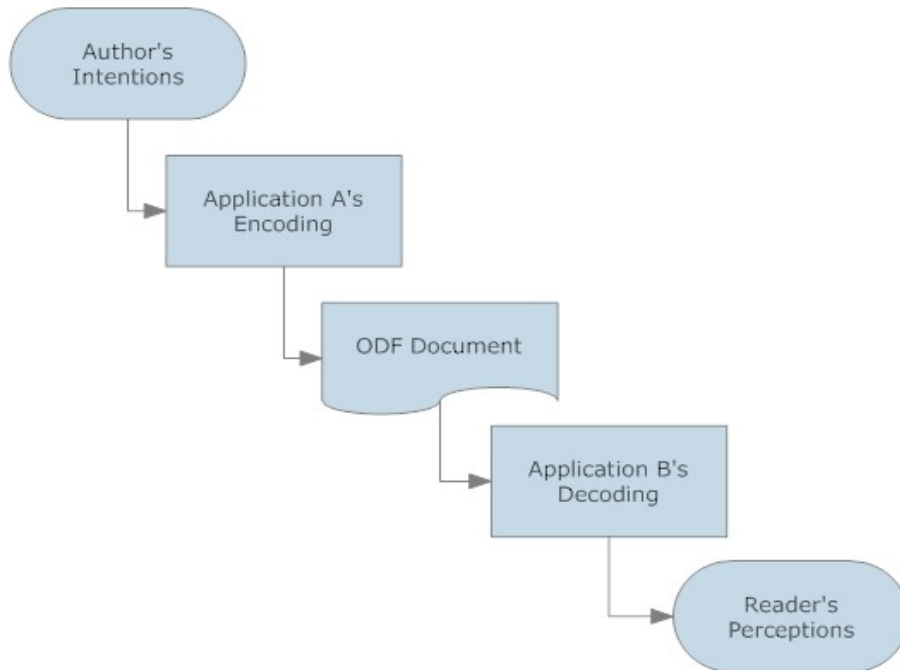 Author's
Intentions
Application A's
Encoding
ODF Document
Application B's
Decoding
Reader's
Perceptions